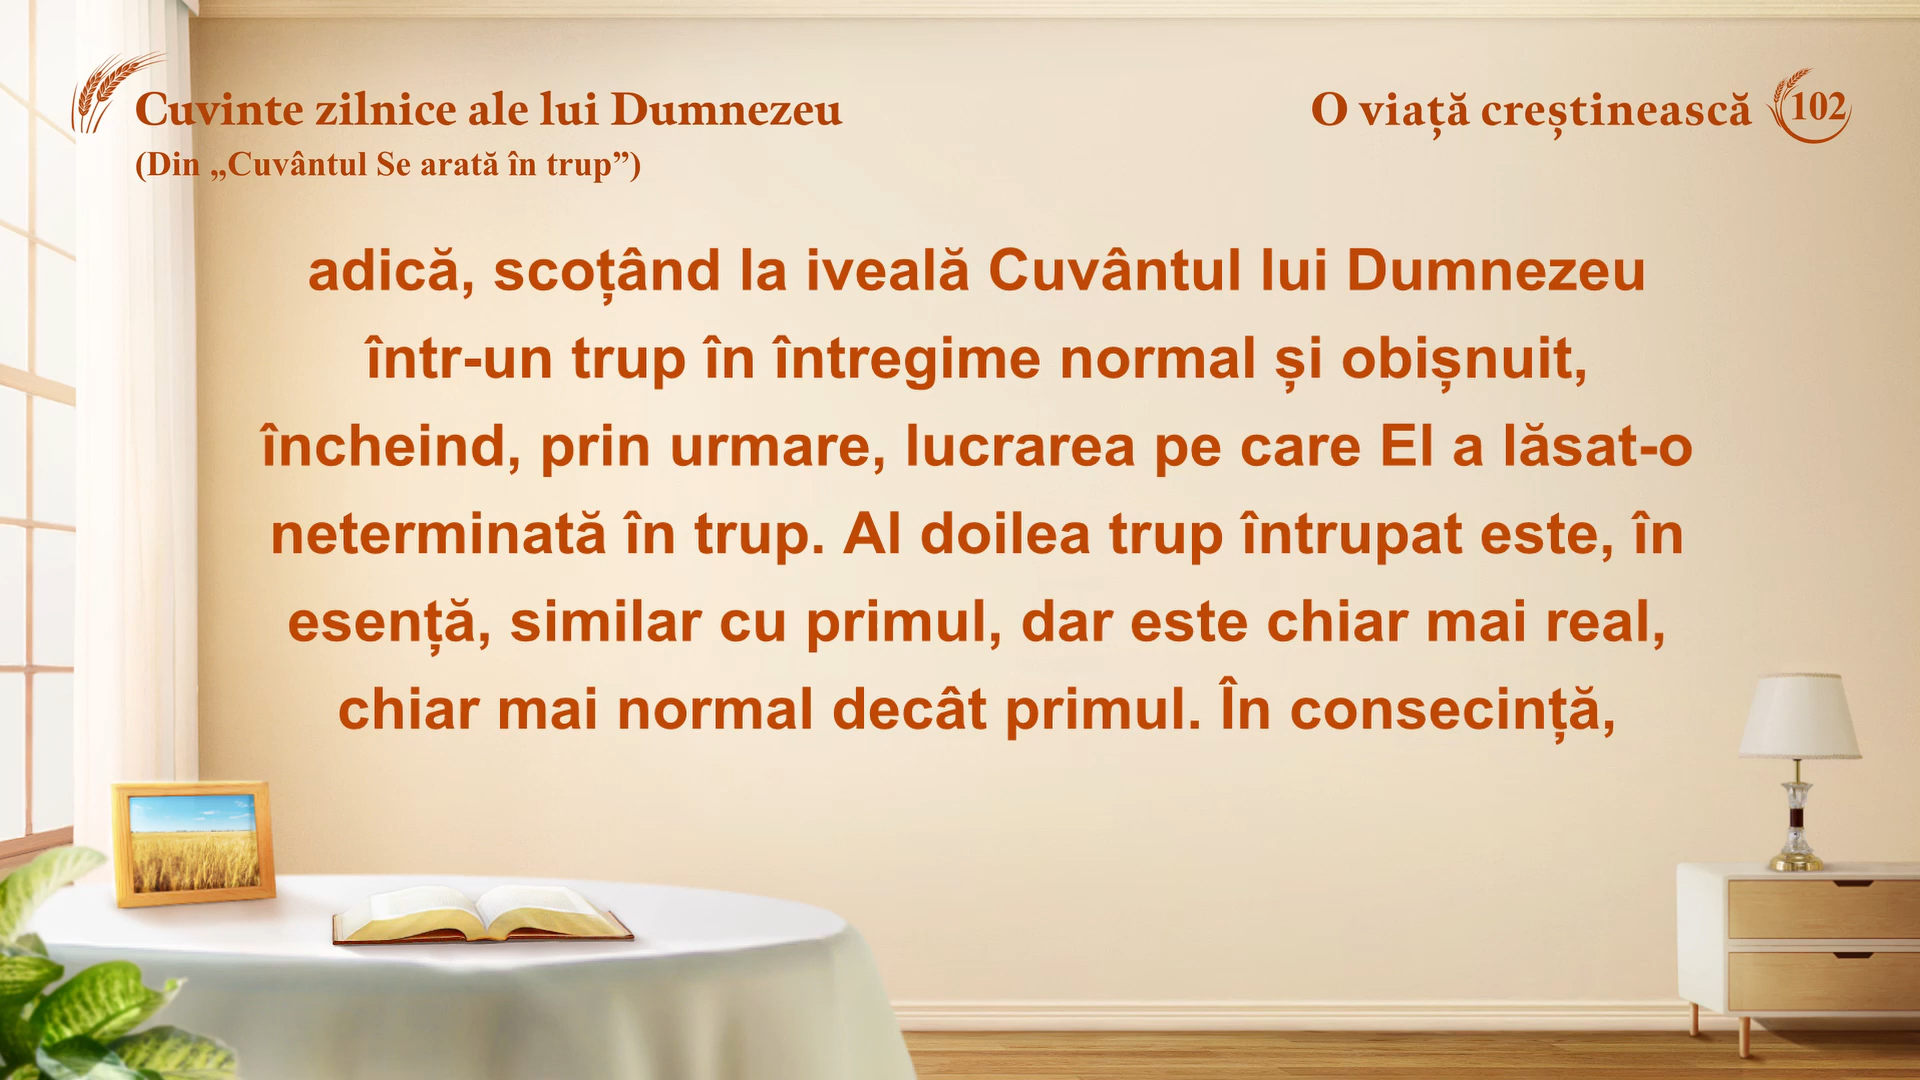 Cuvinte zilnice ale lui Dumnezeu
(Din „Cuvântul Se arată în trup”)
O viață creștinească 102
adică, scoțând la iveală Cuvântul lui Dumnezeu
într-un trup în întregime normal și obișnuit,
încheind, prin urmare, lucrarea pe care El a lăsat-o
neterminată în trup. Al doilea trup întrupat este, în
esență, similar cu primul, dar este chiar mai real,
chiar mai normal decât primul. În consecință,